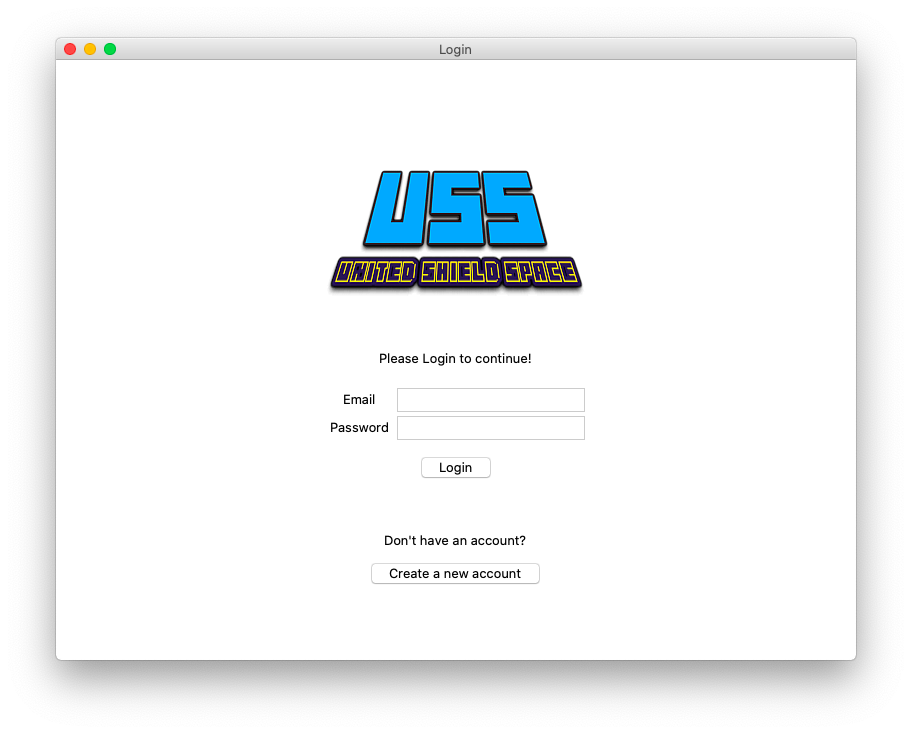 Login
USS
UNITED SHIELD SPACE
Please Login to continue!
Email
Password
Login
Don't have an account?
Create a new account